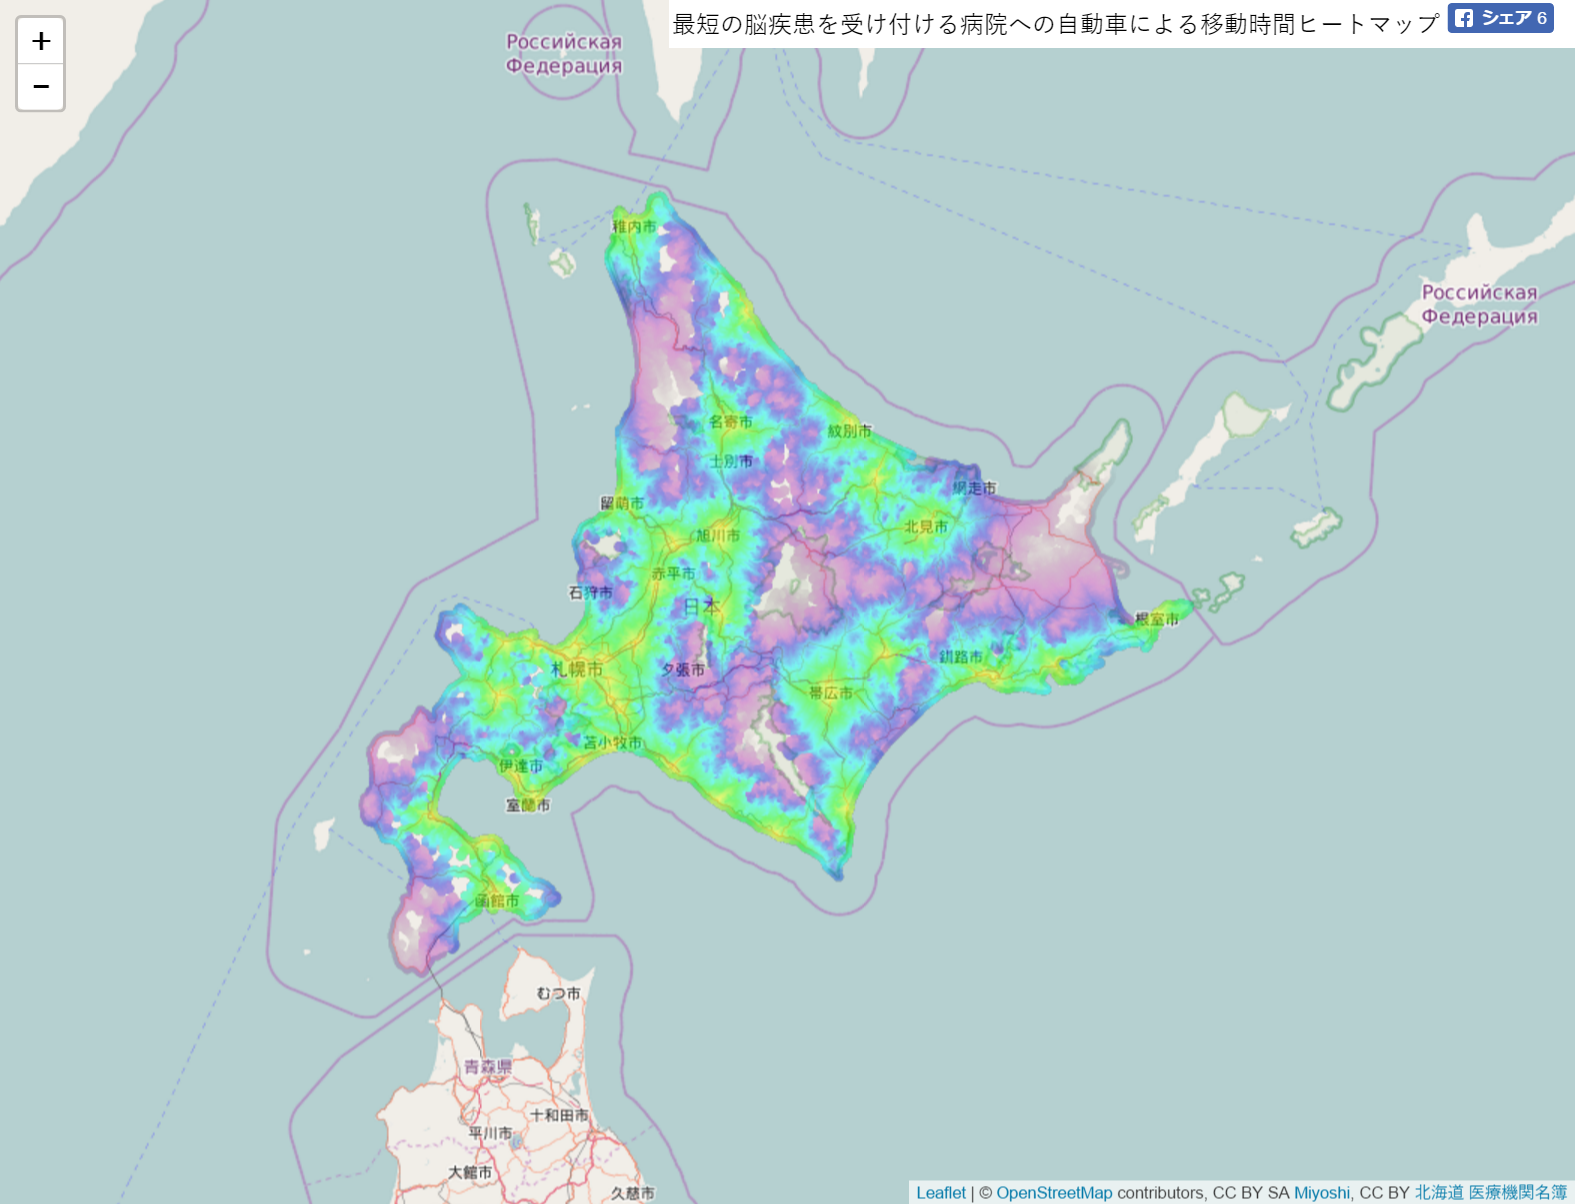 +
−
最短の脳疾患を受け付ける病院への自動車による移動時間ヒートマップ
シェア 6
Российская
Федерация
稚内市
Российская
Федерация
名寄市
紋別市
士別市
網走市
留萌市
北見市
旭川市
赤平市
石狩市
日本
根室市
釧路市
札幌市
夕張市
帯広市
苫小牧市
伊達市
室蘭市
函館市
むつ市
青森県
十和田市
平川市
大館市
久慈市
Leaflet | © OpenStreetMap contributors, CC BY SA Miyoshi, CC BY 北海道 医療機関名簿